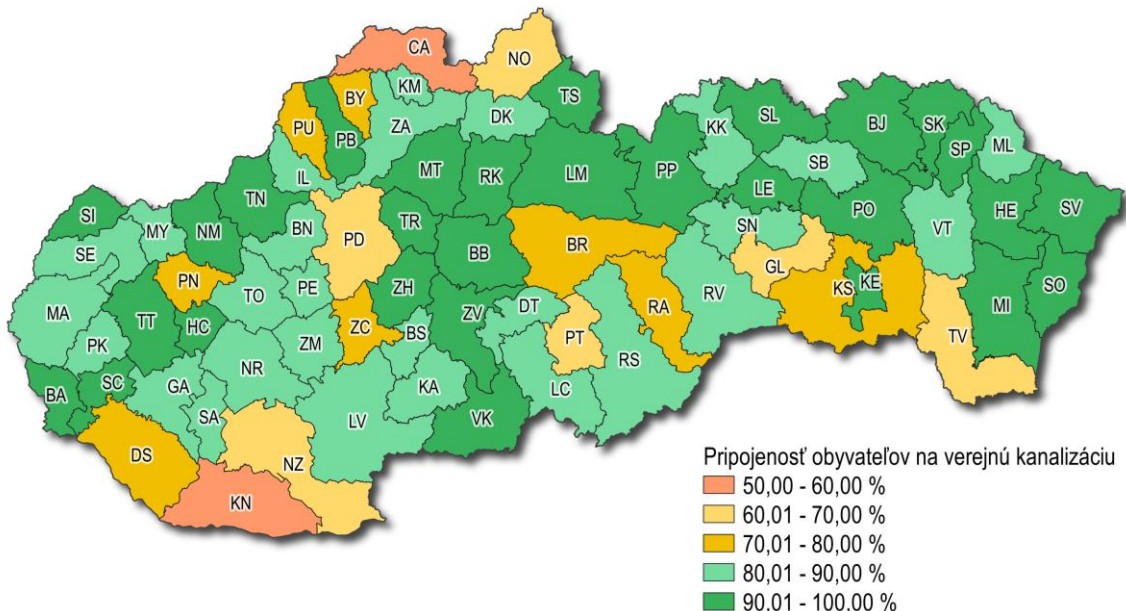 CA
NO
KM
BY
TS
PU
PB
ZA
DK
KK
SL
BJ
SK
SP
ML
IL
MT
RK
LM
PP
SB
LE
TN
SI
MY
NM
BN
TR
PO
HE
SV
SE
PD
BR
BB
SN
VT
GL
PN
TO
PE
ZH
KS
KE
SO
MA
TT
HC
ZC
BS
ZV
DT
RA
RV
MI
PK
ZM
PT
TV
NR
RS
BA
SC
GA
SA
KA
LC
LV
VK
DS
NZ
KN
Pripojenosť obyvateľov na verejnú kanalizáciu
50,00 - 60,00 %
60,01 - 70,00 %
70,01 - 80,00 %
80,01 - 90,00 %
90,01 - 100,00 %